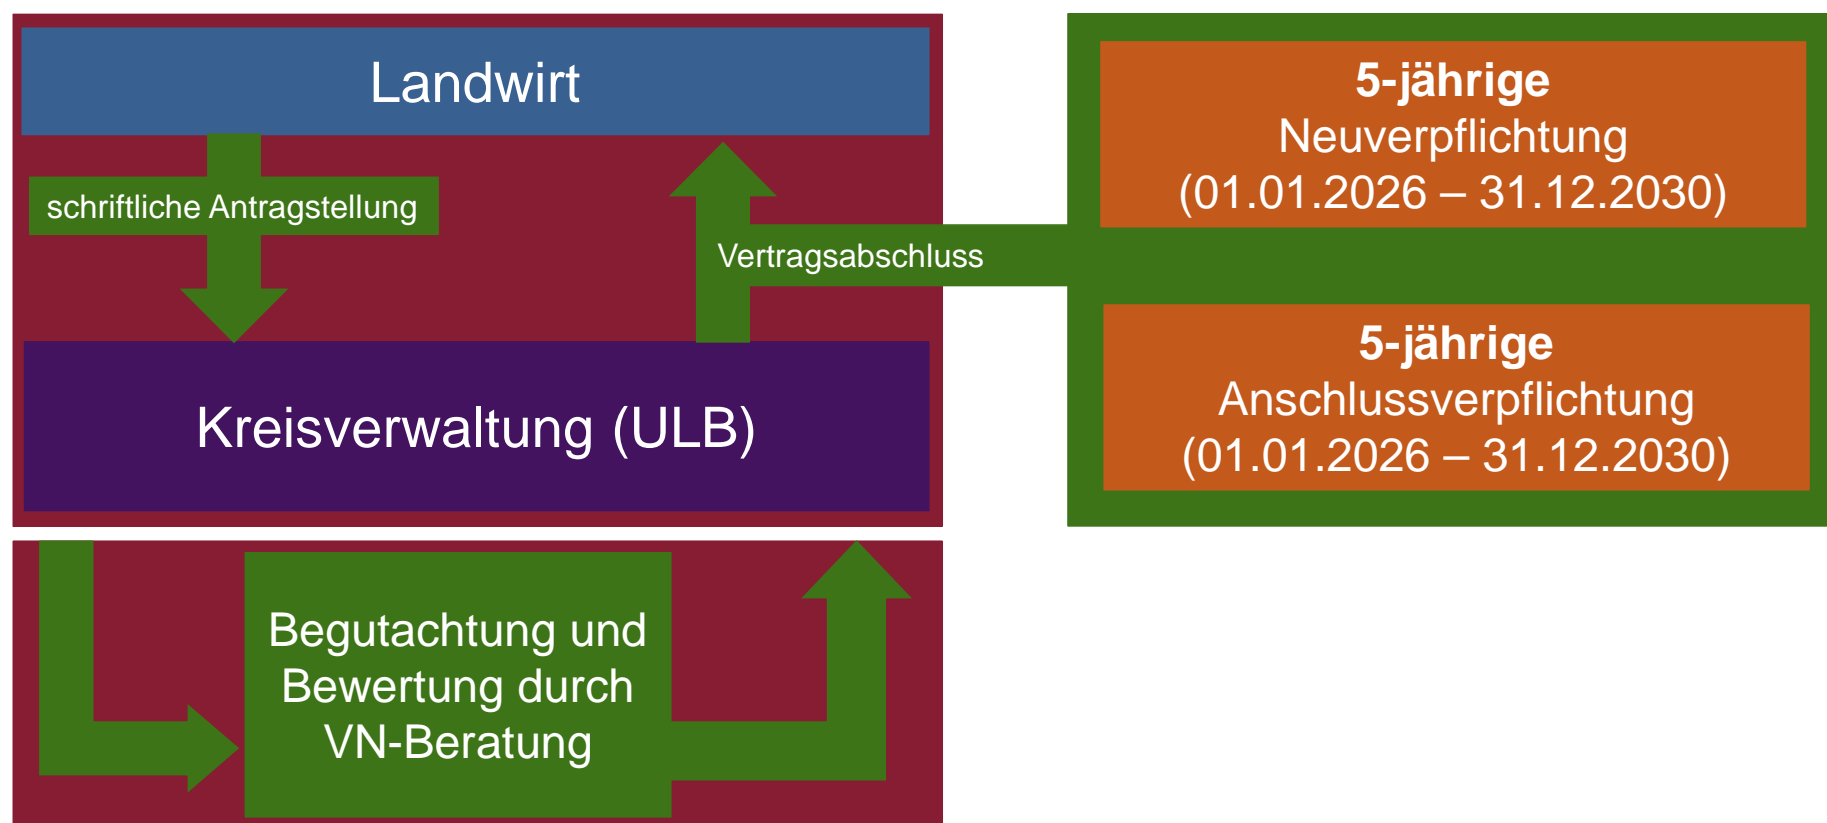 Landwirt
schriftliche Antragstellung
Vertragsabschluss
Kreisverwaltung (ULB)
Begutachtung und
Bewertung durch
VN-Beratung
5-jährige
Neuverpflichtung
(01.01.2026 – 31.12.2030)
5-jährige
Anschlussverpflichtung
(01.01.2026 – 31.12.2030)